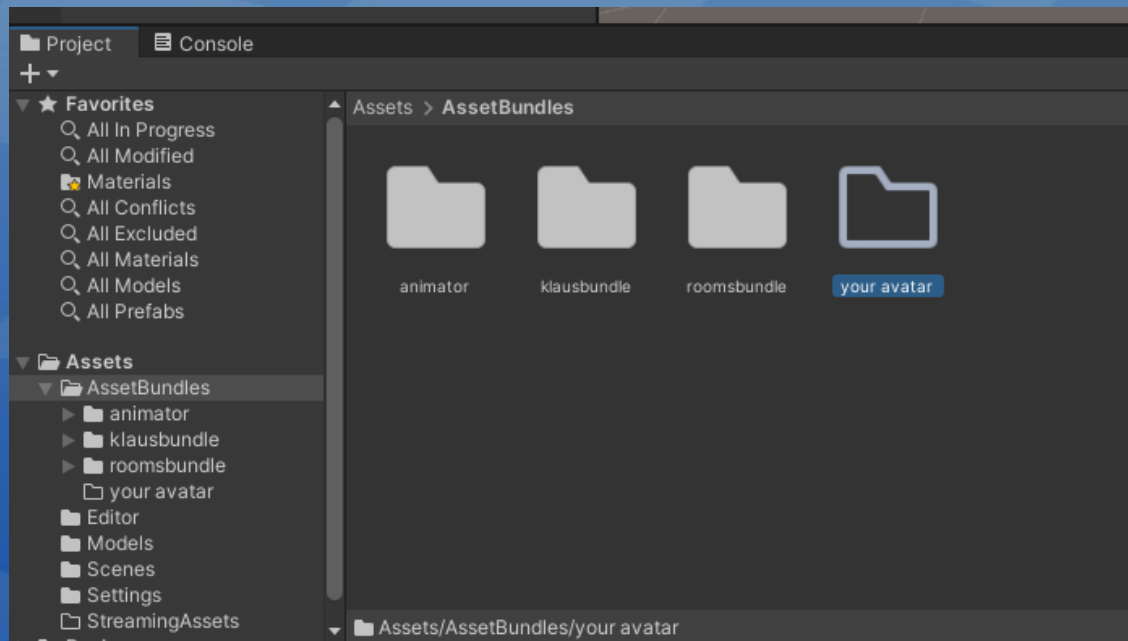 Project
Console
Favorites
All In Progress
All Modified
Materials
All Conflicts
All Excluded
All Materials
All Models
All Prefabs
Assets
AssetBundles
animator
klausbundle
roomsbundle
your avatar
Editor
Models
Scenes
Settings
StreamingAssets
Assets > AssetBundles
animator
klausbundle
roomsbundle
your avatar
Assets/AssetBundles/your avatar